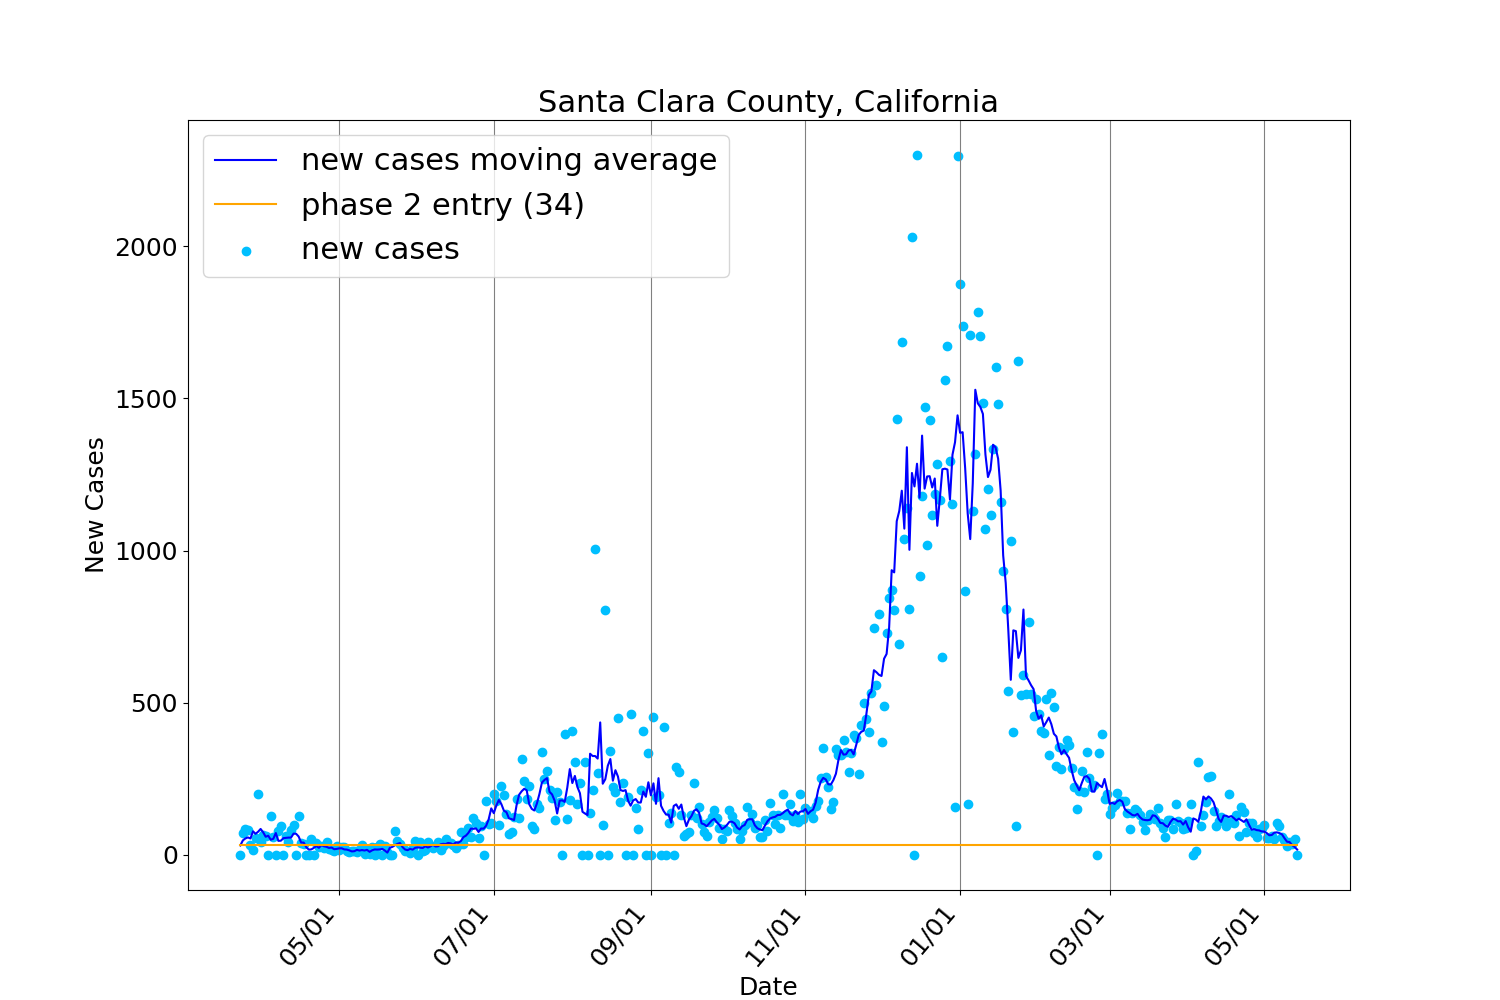 Santa Clara County, California
new cases moving average
phase 2 entry (34)
new cases
New Cases
2000
1500
1000
500
0
05/01
07/01
09/01
11/01
01/01
03/01
05/01
Date